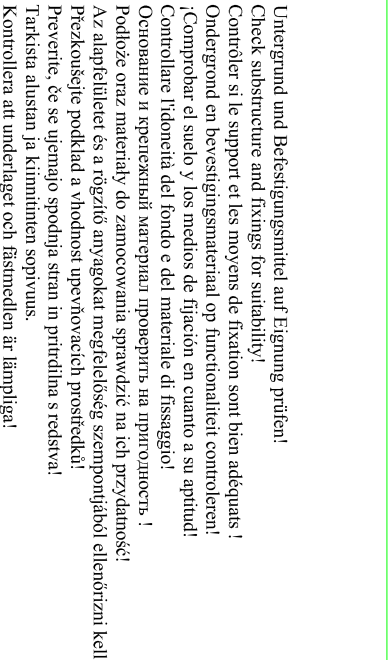 Untergrund und Befestigungsmittel auf Eignung prüfen!
Check substructure and fixings for suitability!
Contrôler si le support et les moyens de fixation sont bien adéquats !
Ondergrond en bevestigingsmateriaal op functionaliteit controleren!
¡Comprobar el suelo y los medios de fijación en cuanto a su aptitud!
Controllare l'idoneità del fondo e del materiale di fissaggio!
Основание и крепежный материал проверить на пригодность !
Podłoże oraz materiały do zamocowania sprawdzić na ich przydatność!
Az alapfelületet és a rögzítő anyagokat megfelelőség szempontjából ellenőrizni kell
Přezkoušejte podklad a vhodnost upevňovacích prostředků!
Preverite, če se ujemajo spodnja stran in pritrdilna s redstva!
Tarkista alustan ja kiinnitinten sopivuus.
Kontrollera att underlaget och fästmedlen är lämpliga!